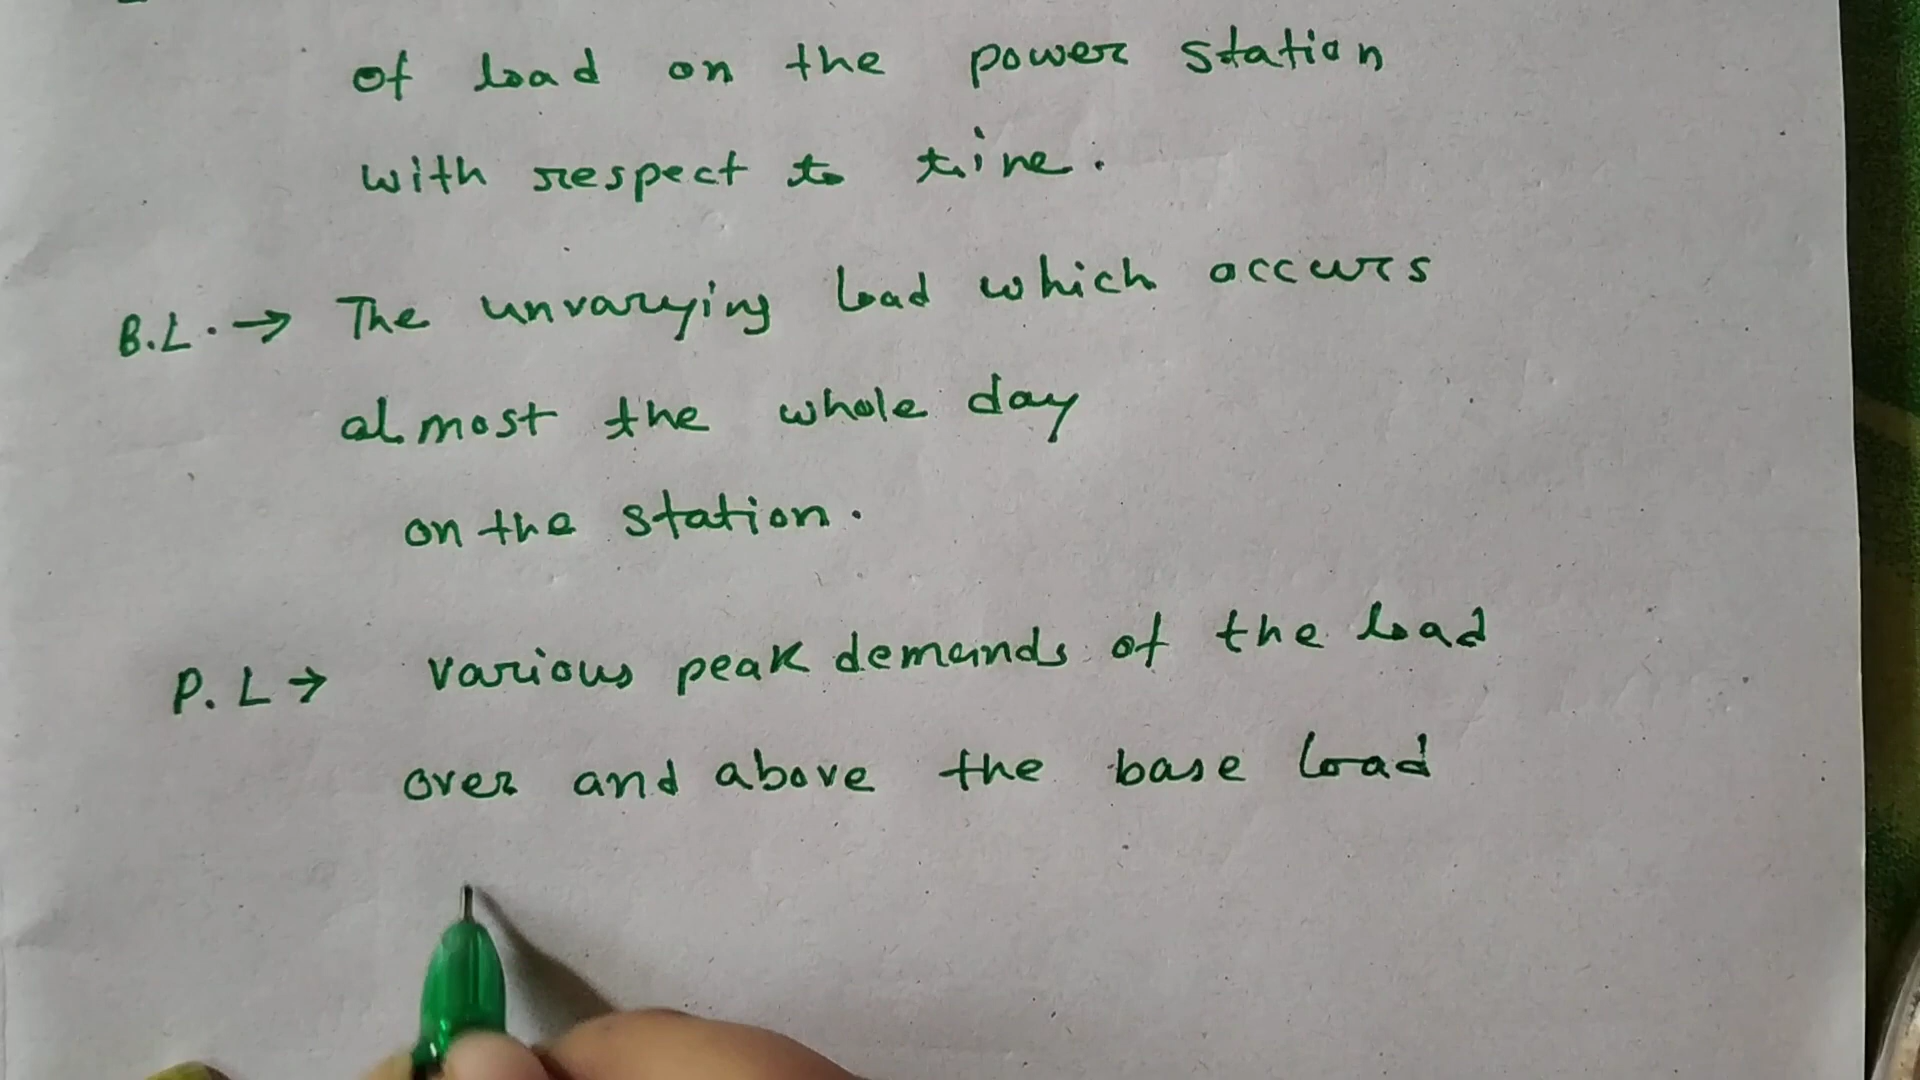 of load on the power station
with respect to time.
B.L. → The unvarying load which occurs
almost the whole day
on the station.
P. L → various peak demands of the load
over and above the base load